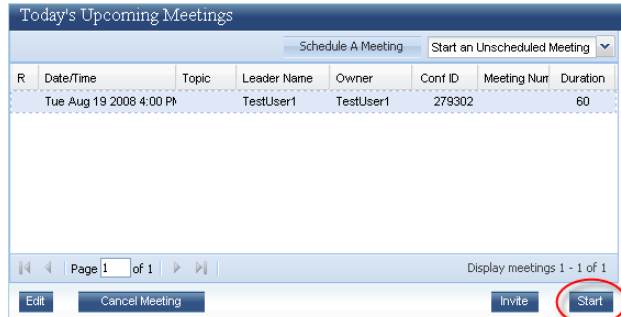 Today's Upcoming Meetings
Schedule A Meeting Start an Unscheduled Meeting
R Date/Time Topic Leader Name Owner Conf ID Meeting Num Duration
Tue Aug 19 2008 4:00 PM TestUser1 TestUser1 279302 60
Page 1 of 1 Display meetings 1 - 1 of 1
Edit Cancel Meeting Invite Start